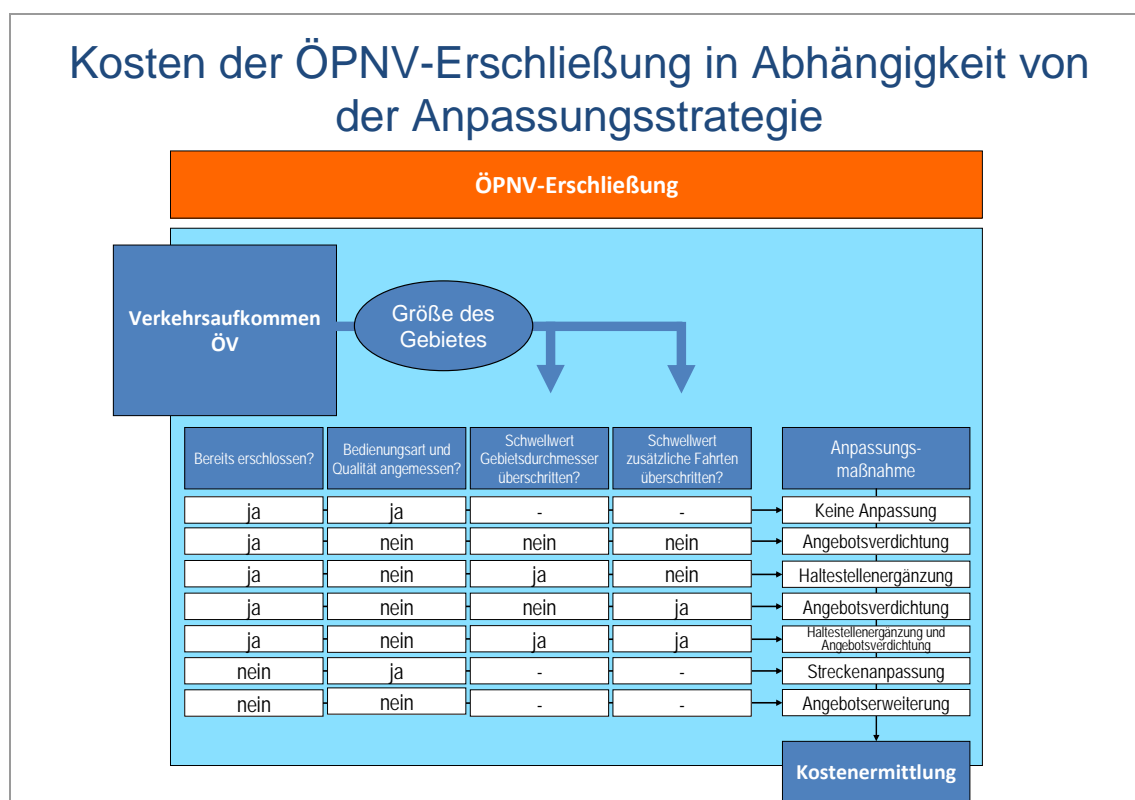 Kosten der ÖPNV-Erschließung in Abhängigkeit von
der Anpassungsstrategie
ÖPNV-Erschließung
Verkehrsaufkommen
ÖV
Größe des
Gebietes
Bereits erschlossen?
Bedienungsart und
Qualität angemessen?
Schwellwert
Gebietsdurchmesser
überschritten?
Schwellwert
zusätzliche Fahrten
überschritten?
Anpassungs-
maßnahme
ja ja - - Keine Anpassung
ja nein nein nein Angebotsverdichtung
ja nein ja nein Haltestellenergänzung
ja nein nein ja Angebotsverdichtung
ja nein ja ja Haltestellenergänzung und
Angebotsverdichtung
nein ja - - Streckenanpassung
nein nein - - Angebotserweiterung
Kostenermittlung